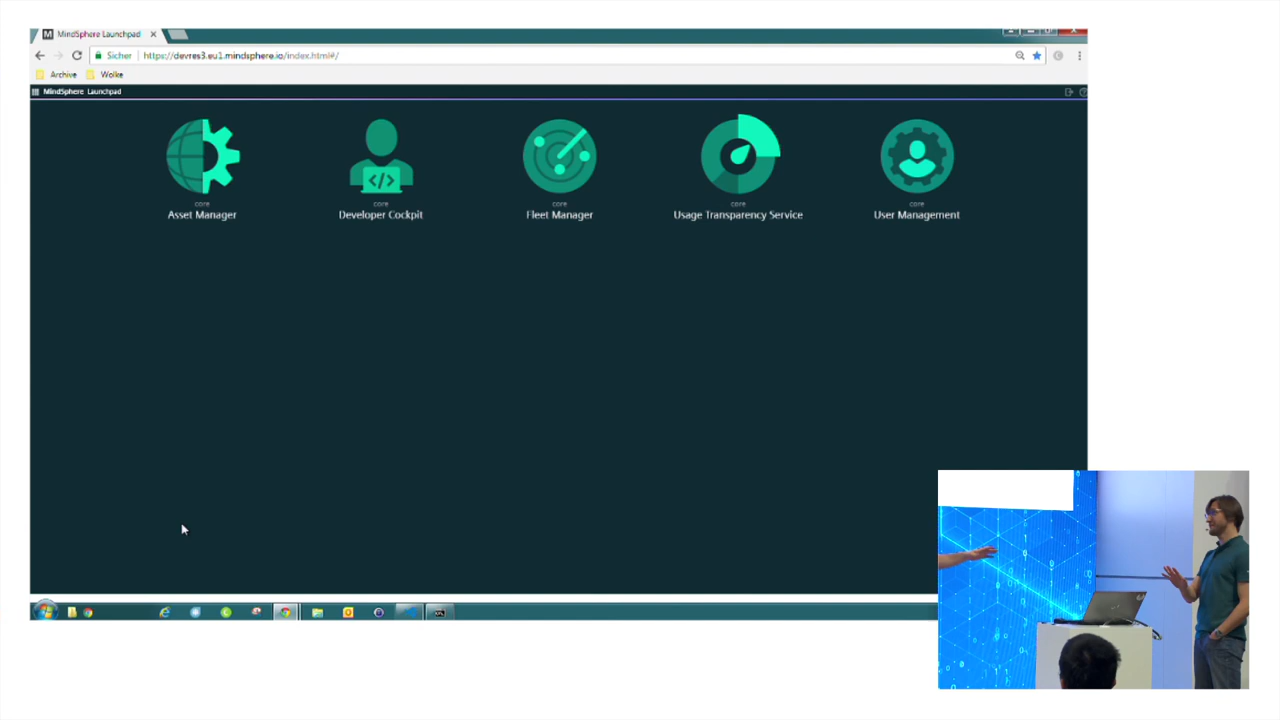 MindSphere Launchpad
Sicher https://devres3.eu1.mindsphere.io/index.html#/
Archive Wolke
MindSphere Launchpad
core core core core core
Asset Manager Developer Cockpit Fleet Manager Usage Transparency Service User Management